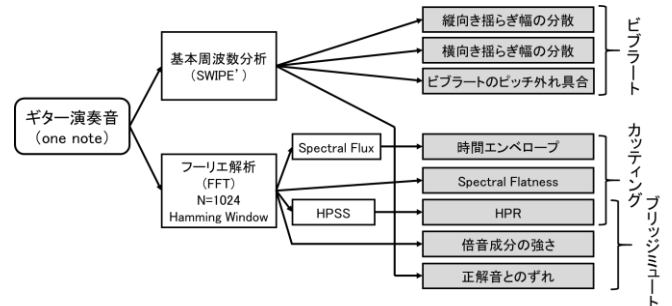 ギター演奏音
(one note)
基本周波数分析
(SWIPE')
フーリエ解析
(FFT)
N=1024
Hamming Window
Spectral Flux
HPSS
縦向き揺らぎ幅の分散
横向き揺らぎ幅の分散
ビブラートのピッチ外れ具合
時間エンベロープ
Spectral Flatness
HPR
倍音成分の強さ
正解音とのずれ
ビブラート
カッティング
ブリッジミュート